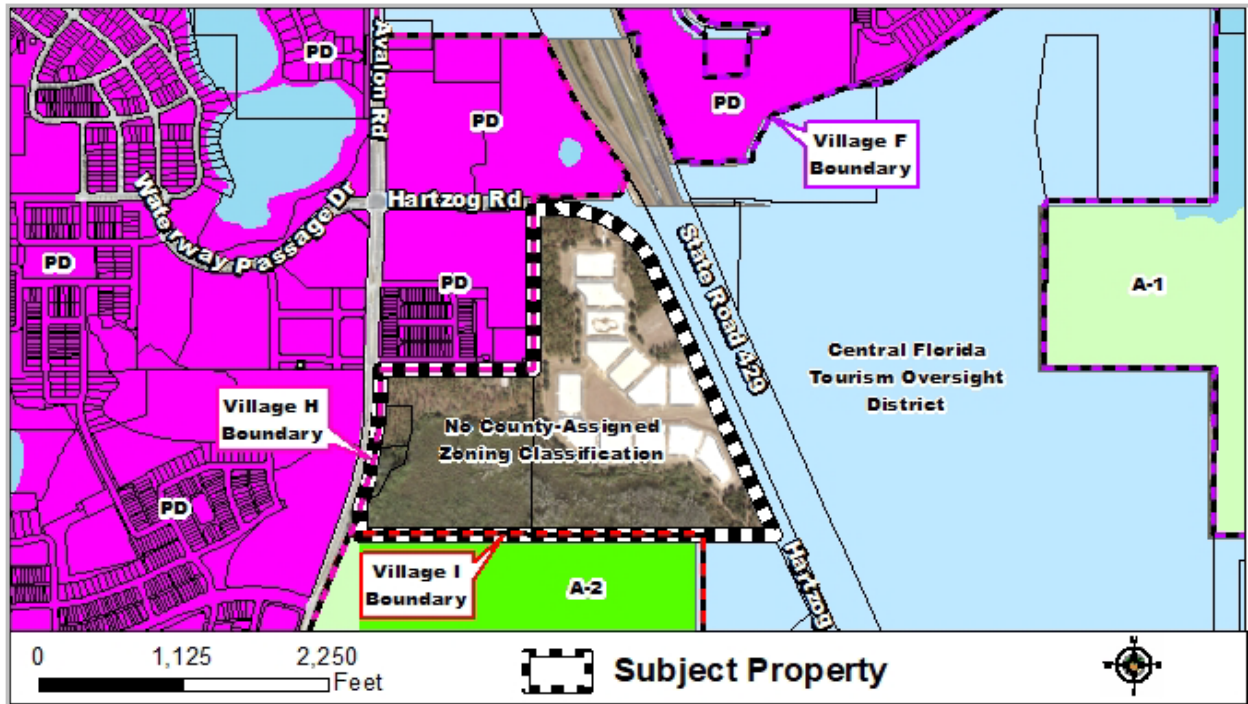 PD
Avalon Rd
PD
PD
Village F
Boundary
Hartzog Rd
Waterway Passage Dr
PD
PD
State Road 429
A-1
Central Florida
Tourism Oversight
District
Village H
Boundary
No County-Assigned
Zoning Classification
PD
Village I
Boundary
A-2
Hartzog
0 1,125 2,250
Feet
Subject Property
N